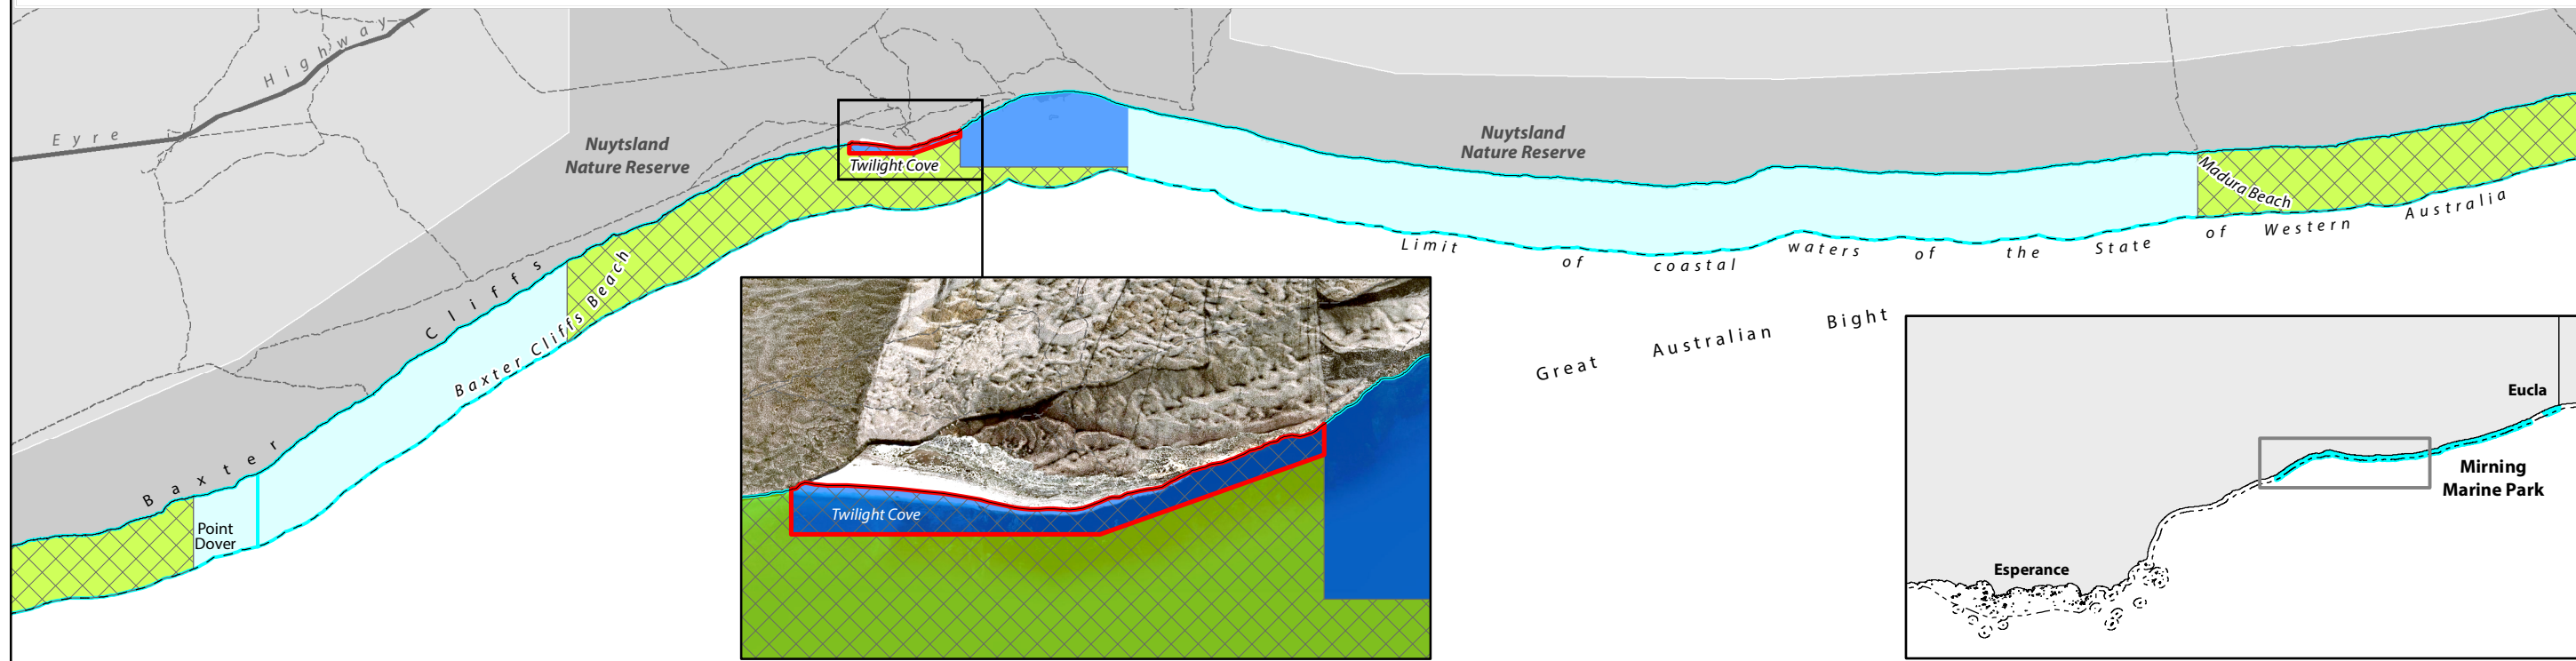 Eyre Highway
Nuytsland
Nature Reserve
Twilight Cove
Nuytsland
Nature Reserve
Madura Beach
Limit of coastal waters of the State of Western Australia
Baxter Cliffs
Baxter Cliffs Beach
Point
Dover
Great Australian Bight
Twilight Cove
Eucla
Mirning
Marine Park
Esperance